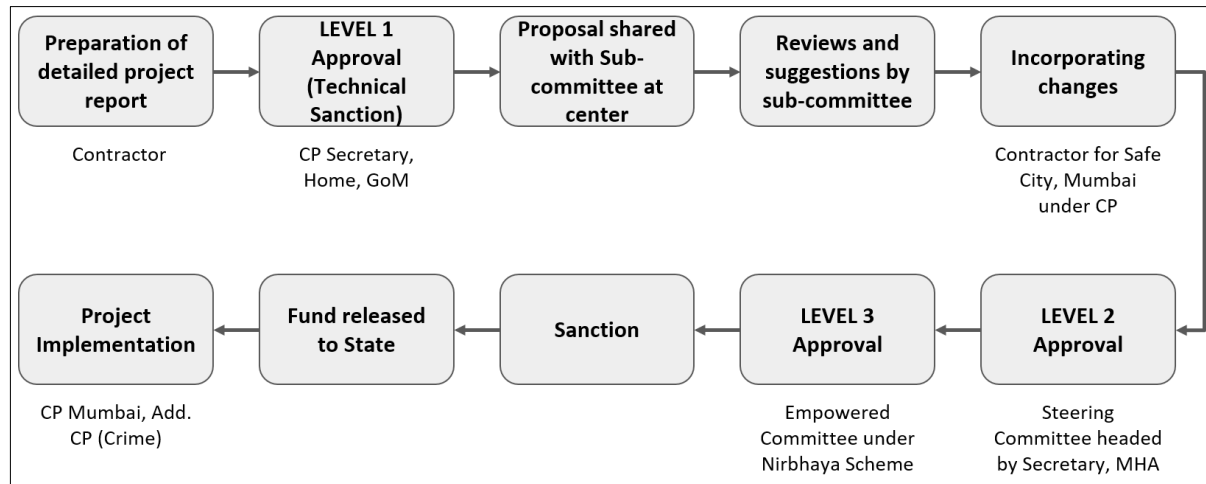 Preparation of
detailed project
report
Contractor
LEVEL 1
Approval
(Technical
Sanction)
CP Secretary,
Home, GoM
Proposal shared
with Sub-
committee at
center
Reviews and
suggestions by
sub-committee
Incorporating
changes
Contractor for Safe
City, Mumbai
under CP
LEVEL 2
Approval
Steering
Committee headed
by Secretary, MHA
LEVEL 3
Approval
Empowered
Committee under
Nirbhaya Scheme
Sanction
Fund released
to State
Project
Implementation
CP Mumbai, Add.
CP (Crime)